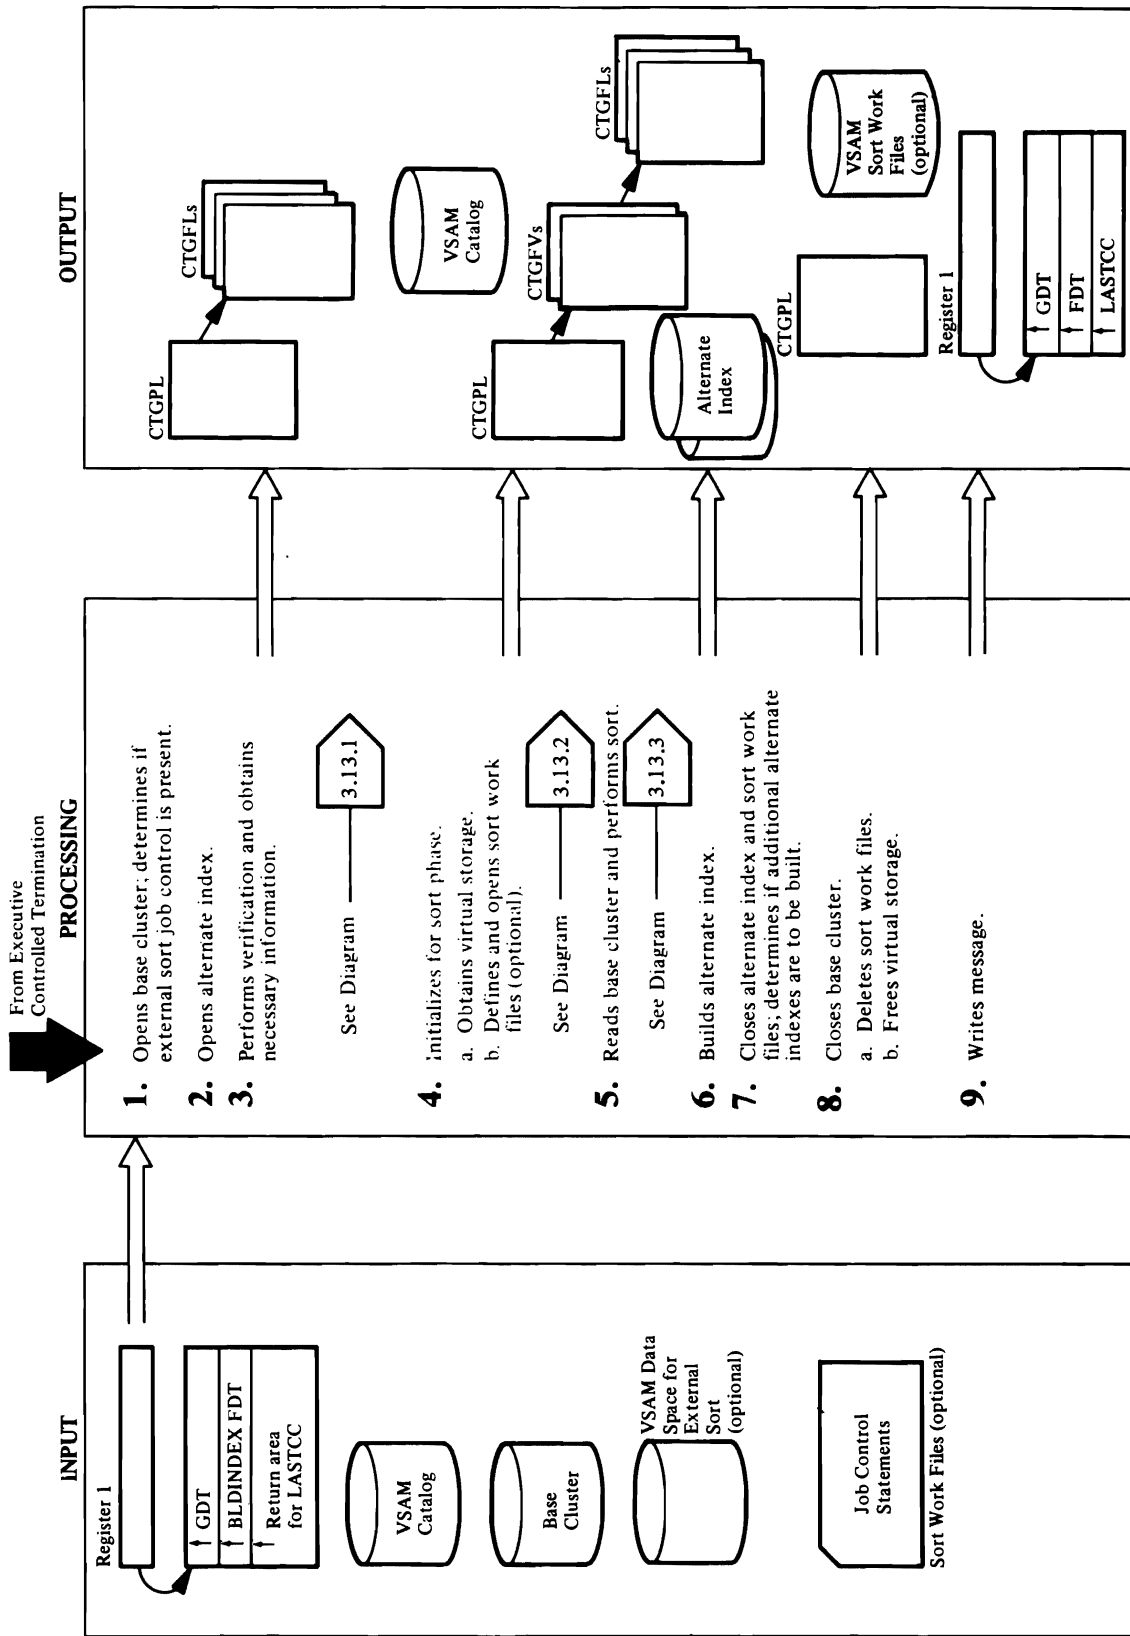 From Executive
Controlled Termination
INPUT
Register 1
GDT
BLDINDEX FDT
Return area
for LASTCC
VSAM
Catalog
Base
Cluster
VSAM Data
Space for
External
Sort
(optional)
Job Control
Statements
Sort Work Files (optional)
PROCESSING
1. Opens base cluster; determines if
external sort job control is present.
2. Opens alternate index.
3. Performs verification and obtains
necessary information.
See Diagram 3.13.1
4. Initializes for sort phase.
a. Obtains virtual storage.
b. Defines and opens sort work
files (optional).
See Diagram 3.13.2
5. Reads base cluster and performs sort.
See Diagram 3.13.3
6. Builds alternate index.
7. Closes alternate index and sort work
files; determines if additional alternate
indexes are to be built.
8. Closes base cluster.
a. Deletes sort work files.
b. Frees virtual storage.
9. Writes message.
OUTPUT
CTGPL
CTGFLs
VSAM
Catalog
CTGPL
CTGFVs
CTGFLs
Alternate
Index
CTGPL
VSAM
Sort Work
Files
(optional)
Register 1
GDT
FDT
LASTCC